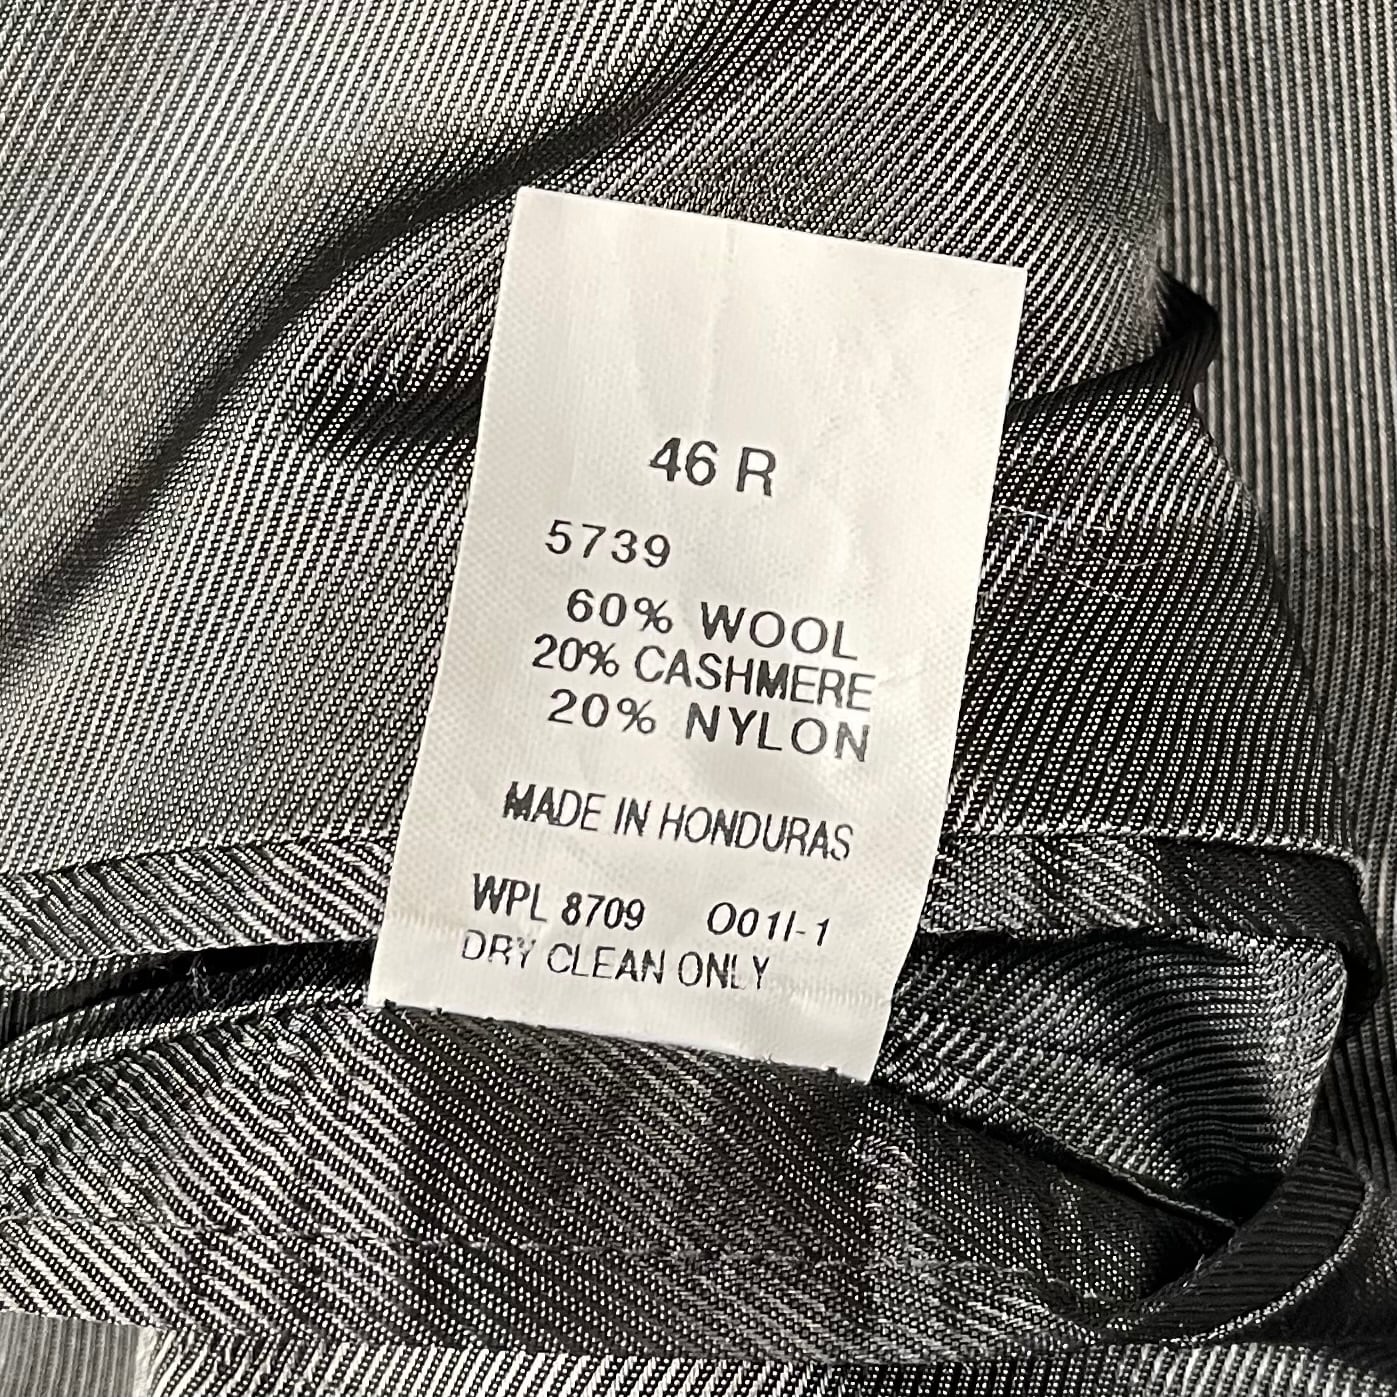 46 R
5739
60% WOOL
20% CASHMERE
20% NYLON
MADE IN HONDURAS
WPL 8709 O01I-1
DRY CLEAN ONLY